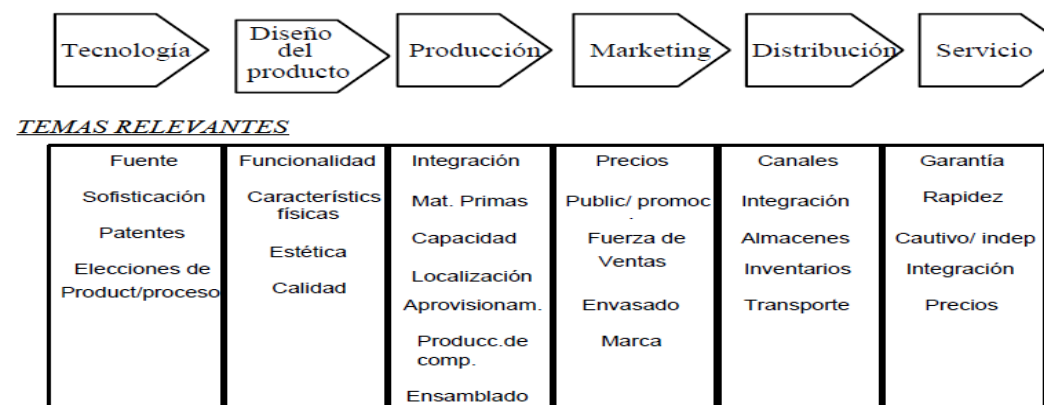 Tecnología
Diseño
del
producto
Producción
Marketing
Distribución
Servicio
TEMAS RELEVANTES
Fuente
Sofisticación
Patentes
Elecciones de
Product/proceso
Funcionalidad
Característics
físicas
Estética
Calidad
Integración
Mat. Primas
Capacidad
Localización
Aprovisionam.
Producc.de
comp.
Ensamblado
Precios
Public/ promoc
Fuerza de
Ventas
Envasado
Marca
Canales
Integración
Almacenes
Inventarios
Transporte
Garantía
Rapidez
Cautivo/ indep
Integración
Precios